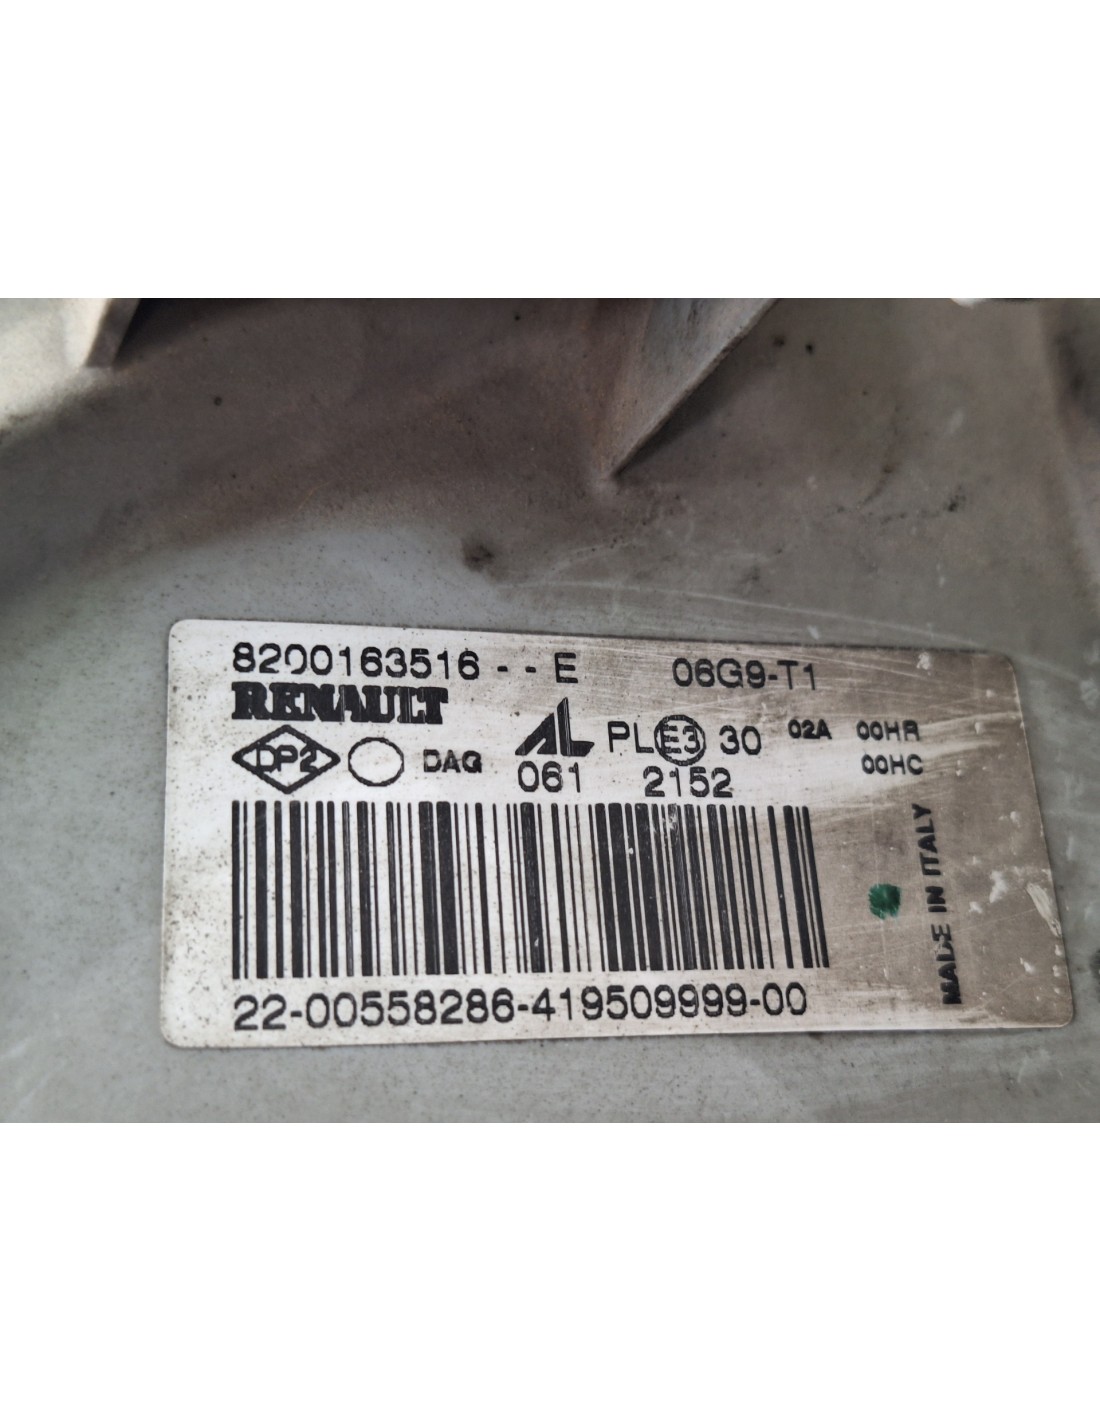 8200163516 - - E 06G9-T1
RENAULT
DP2 DAG AL PL E3 30 02A 00HR
061 2152 00HC
MADE IN ITALY
22-00558286-419509999-00